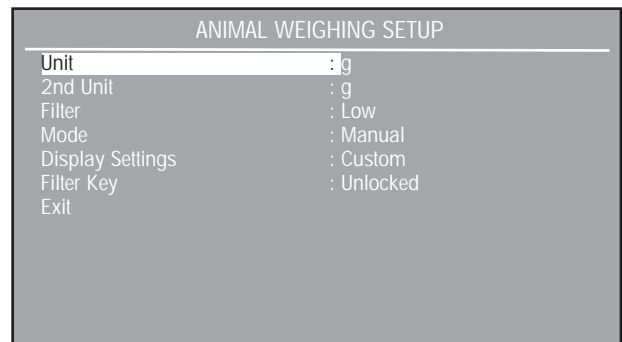 ANIMAL WEIGHING SETUP
Unit : g
2nd Unit : g
Filter : Low
Mode : Manual
Display Settings : Custom
Filter Key : Unlocked
Exit